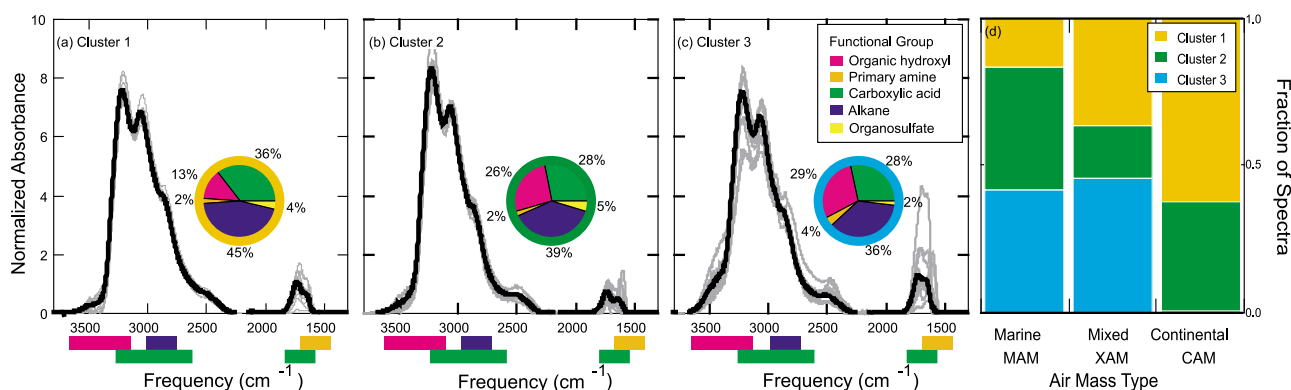 10
8
6
4
2
0
Normalized Absorbance
(a) Cluster 1
13%
36%
2%
4%
45%
3500 3000 2500 2000 1500
Frequency (cm -1)
(b) Cluster 2
26%
28%
2%
5%
39%
3500 3000 2500 2000 1500
Frequency (cm -1)
(c) Cluster 3
Functional Group
Organic hydroxyl
Primary amine
Carboxylic acid
Alkane
Organosulfate
29%
28%
4%
2%
36%
3500 3000 2500 2000 1500
Frequency (cm -1)
(d)
Cluster 1
Cluster 2
Cluster 3
1.0
0.5
0.0
Fraction of Spectra
Marine Mixed Continental
MAM XAM CAM
Air Mass Type